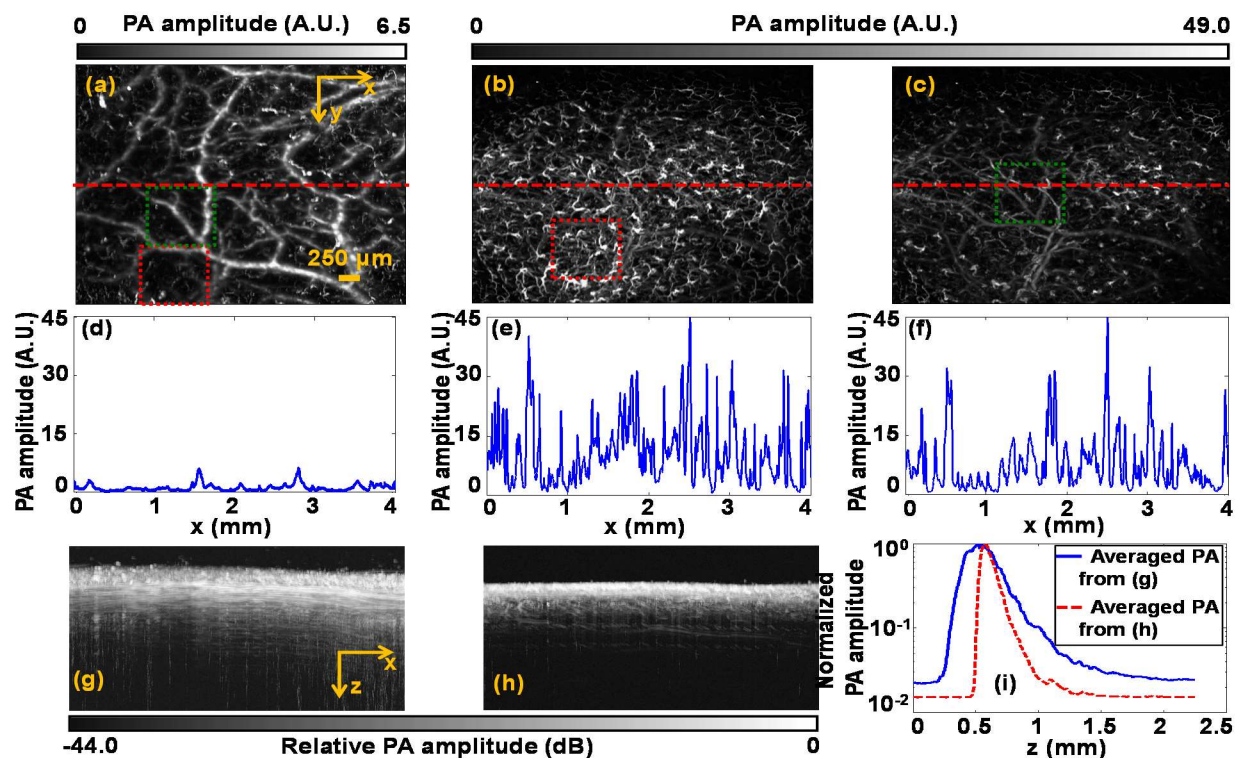 0 PA amplitude (A.U.) 6.5
0 PA amplitude (A.U.) 49.0
(a) x y 250 μm
(b)
(c)
PA amplitude (A.U.)
45
30
15
0
(d)
0 1 2 3 4
x (mm)
PA amplitude (A.U.)
45
30
15
0
(e)
0 1 2 3 4
x (mm)
PA amplitude (A.U.)
45
30
15
0
(f)
0 1 2 3 4
x (mm)
(g) x z
(h)
-44.0 Relative PA amplitude (dB) 0
Normalized
PA amplitude
10⁰
10⁻¹
10⁻²
Averaged PA
from (g)
Averaged PA
from (h)
(i)
0 0.5 1 1.5 2 2.5
z (mm)